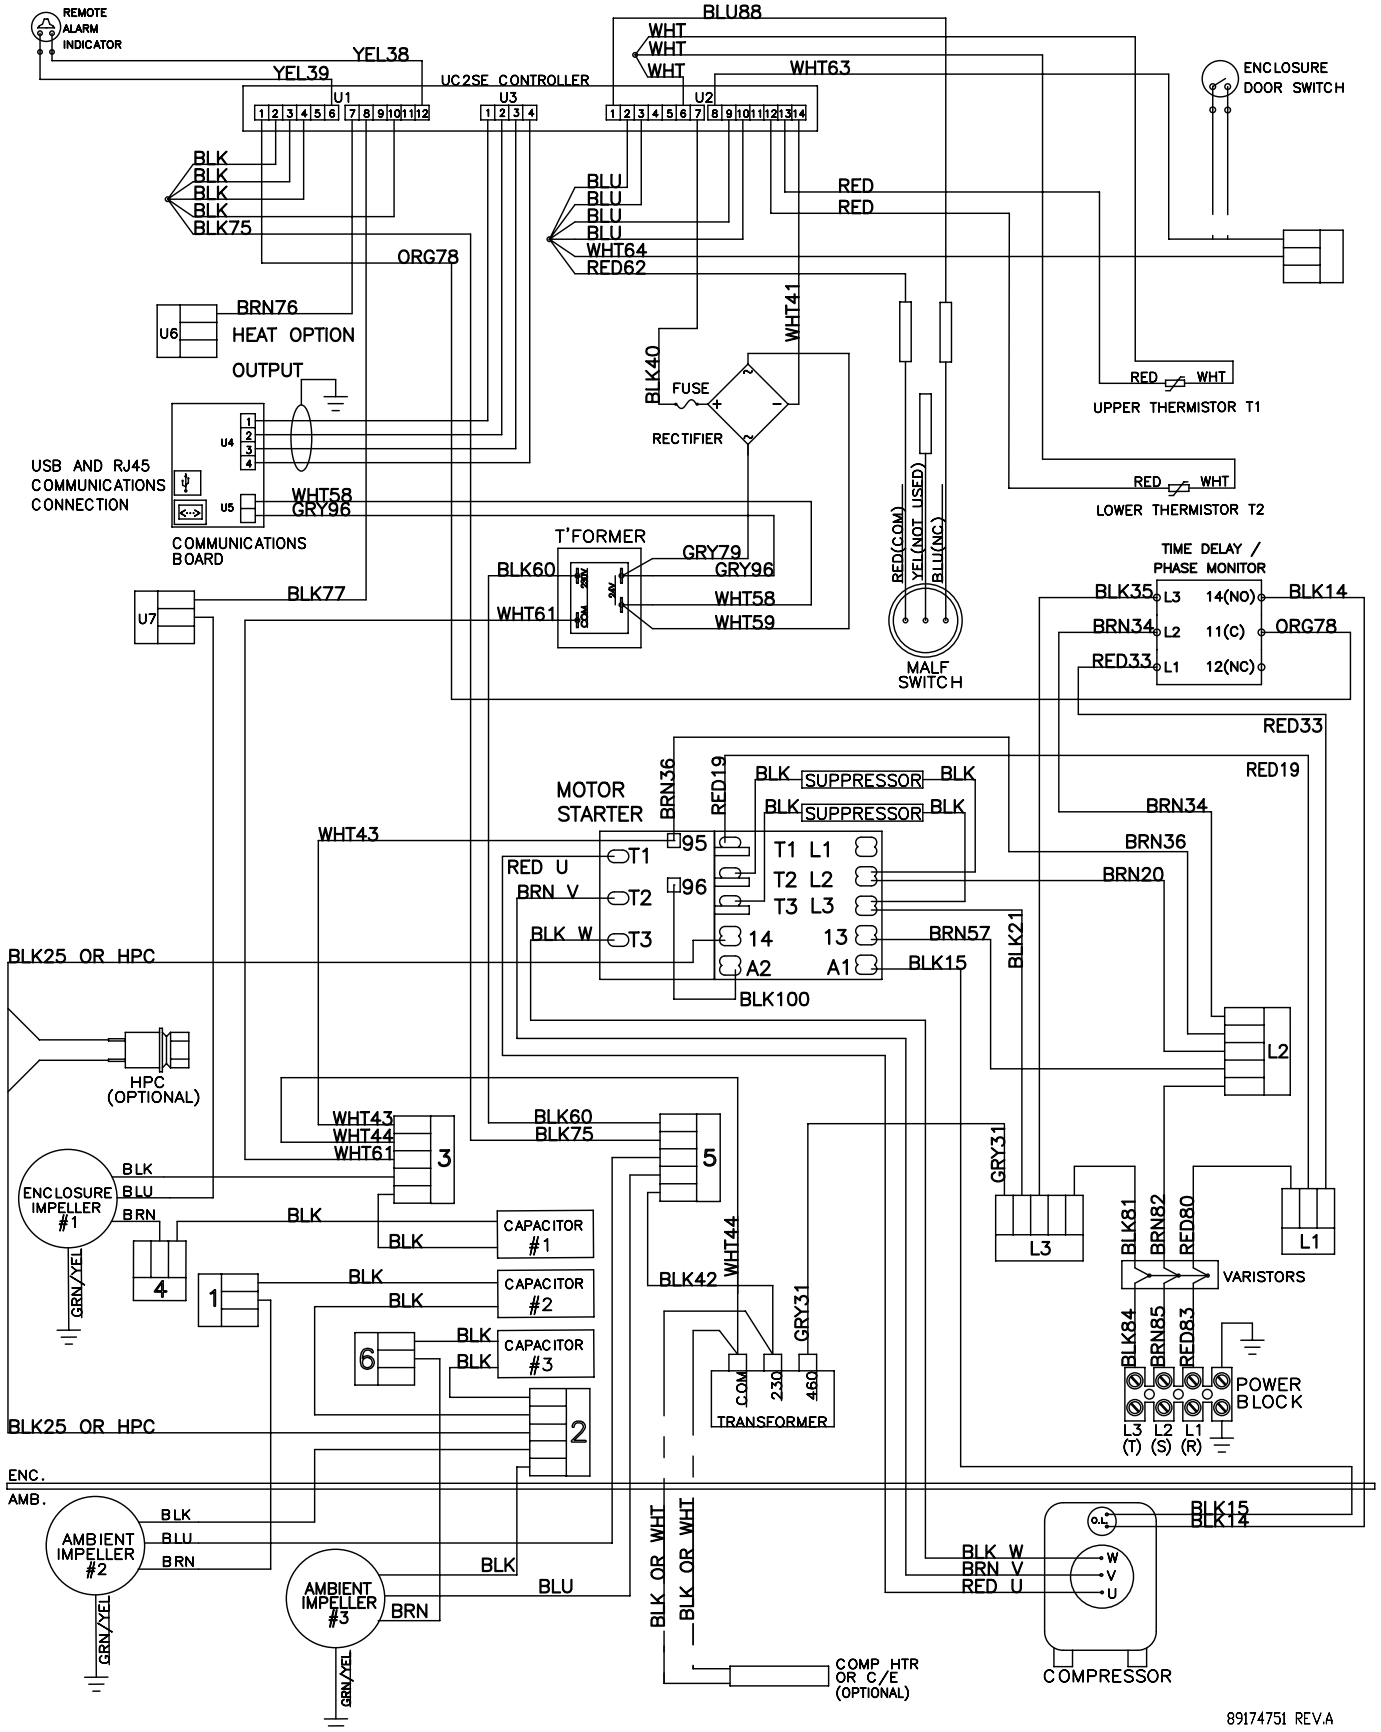 REMOTE
ALARM
INDICATOR
YEL38
YEL39
UC2SE CONTROLLER
U1
U3
U2
1 2 3 4 5 6 7 8 9 10 11 12
1 2 3 4
1 2 3 4 5 6 7 8 9 10 11 12 13 14
BLU88
WHT
WHT
WHT
WHT63
ENCLOSURE
DOOR SWITCH
BLK
BLK
BLK
BLK
BLK75
ORG78
BLU
BLU
BLU
BLU
WHT64
RED62
RED
RED
BRN76
U6
HEAT OPTION
OUTPUT
WHT41
BLK40
FUSE
+
-
~
~
RECTIFIER
RED WHT
UPPER THERMISTOR T1
RED WHT
LOWER THERMISTOR T2
USB AND RJ45
COMMUNICATIONS
CONNECTION
U4
1
2
3
4
U5
<··>
WHT58
GRY96
COMMUNICATIONS
BOARD
T'FORMER
BLK60
230V
24V
COM
WHT61
GRY79
GRY96
WHT58
WHT59
RED(COM)
YEL(NOT USED)
BLU(NC)
MALF
SWITCH
TIME DELAY /
PHASE MONITOR
BLK35
L3
14(NO)
BLK14
BRN34
L2
11(C)
ORG78
RED33
L1
12(NC)
U7
BLK77
RED33
RED19
BRN34
BRN36
BRN20
MOTOR
STARTER
BRN36
RED19
BLK
SUPPRESSOR
BLK
BLK
SUPPRESSOR
BLK
WHT43
RED U
BRN V
BLK W
T1
T2
T3
95
96
T1 L1
T2 L2
T3 L3
14
13
A2
A1
BRN57
BLK21
BLK15
BLK100
BLK25 OR HPC
HPC
(OPTIONAL)
L2
WHT43
WHT44
WHT61
3
BLK60
BLK75
5
GRY31
L3
L1
ENCLOSURE
IMPELLER
#1
BLK
BLU
BRN
GRN/YEL
4
BLK
BLK
CAPACITOR
#1
1
BLK
BLK
CAPACITOR
#2
6
BLK
BLK
CAPACITOR
#3
2
WHT44
BLK42
GRY31
COM
230
460
TRANSFORMER
BLK81
BRN82
RED80
VARISTORS
BLK84
BRN85
RED83
POWER
BLOCK
L3
(T)
L2
(S)
L1
(R)
BLK25 OR HPC
ENC.
AMB.
AMBIENT
IMPELLER
#2
BLK
BLU
BRN
GRN/YEL
AMBIENT
IMPELLER
#3
BLK
BLU
BRN
GRN/YEL
BLK OR WHT
BLK OR WHT
COMP HTR
OR C/E
(OPTIONAL)
BLK W
BRN V
RED U
O.L
W
V
U
BLK15
BLK14
COMPRESSOR
89174751 REV.A